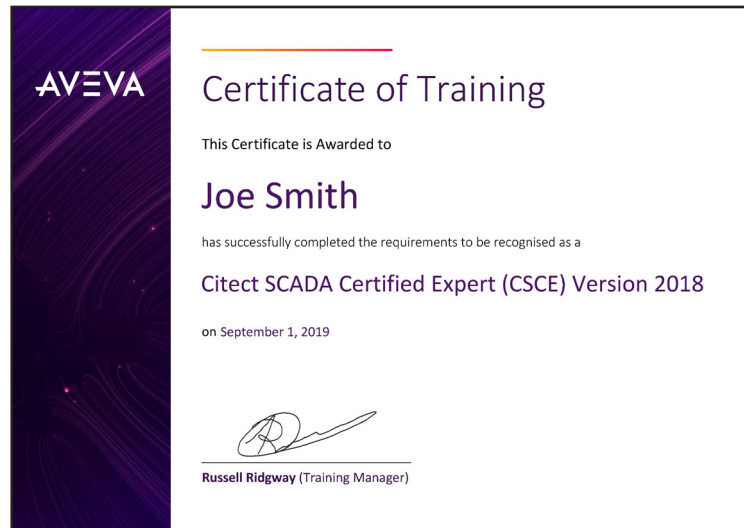 AVEVA
Certificate of Training
This Certificate is Awarded to
Joe Smith
has successfully completed the requirements to be recognised as a
Citect SCADA Certified Expert (CSCE) Version 2018
on September 1, 2019
Russell Ridgway (Training Manager)